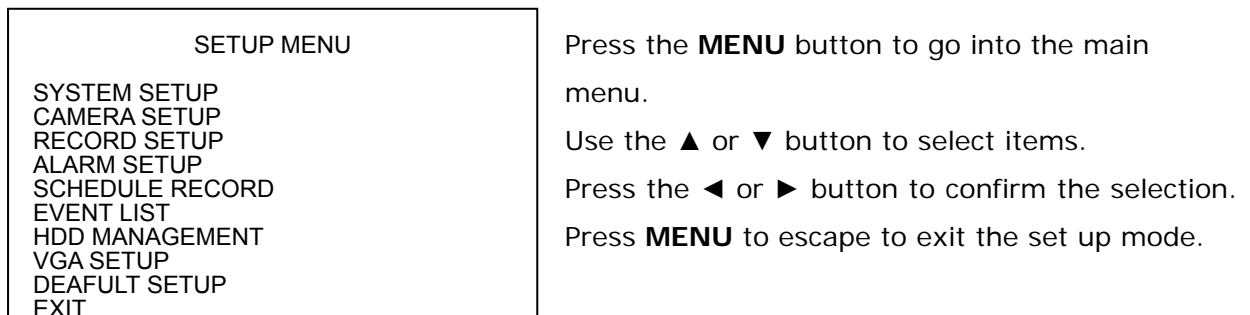 SETUP MENU
SYSTEM SETUP
CAMERA SETUP
RECORD SETUP
ALARM SETUP
SCHEDULE RECORD
EVENT LIST
HDD MANAGEMENT
VGA SETUP
DEAFULT SETUP
EXIT
Press the MENU button to go into the main
menu.
Use the ▲ or ▼ button to select items.
Press the ◄ or ► button to confirm the selection.
Press MENU to escape to exit the set up mode.